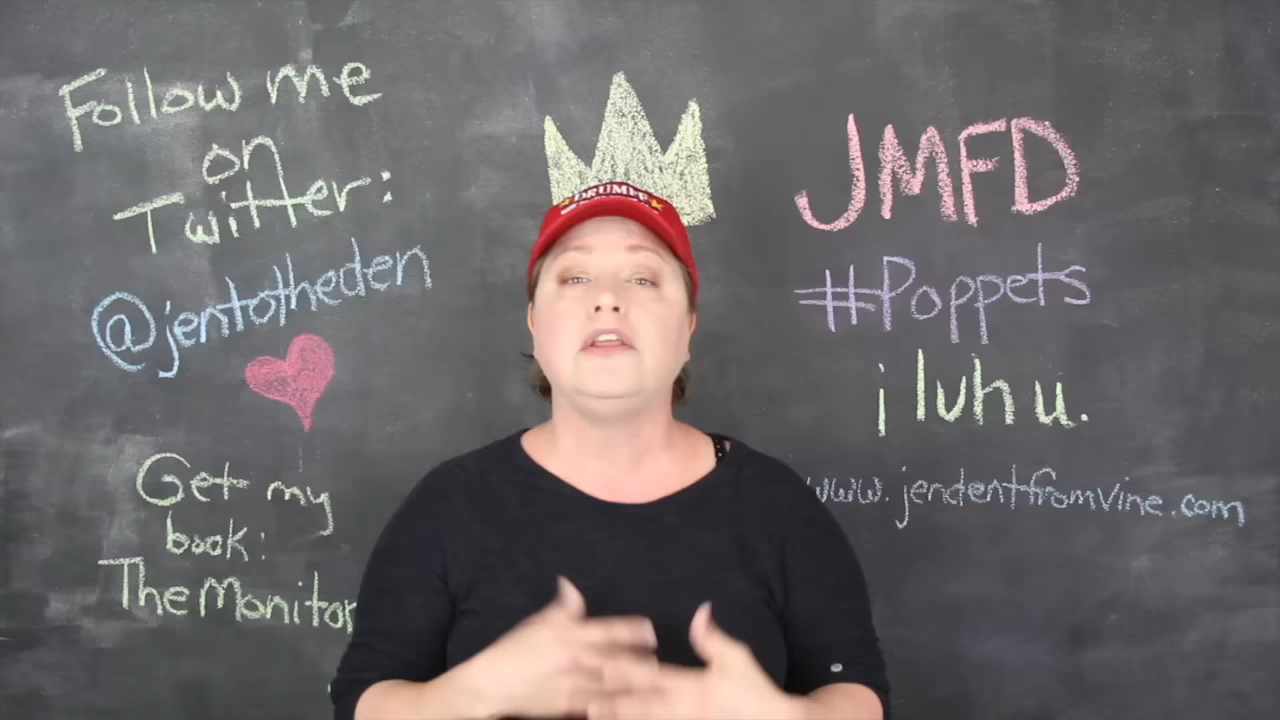 Follow me
on
Twitter:
@jentotheden
Get my
book:
The Monitor
DRUMPF
JMFD
#Poppets
i luh u.
www.jendentfromvine.com